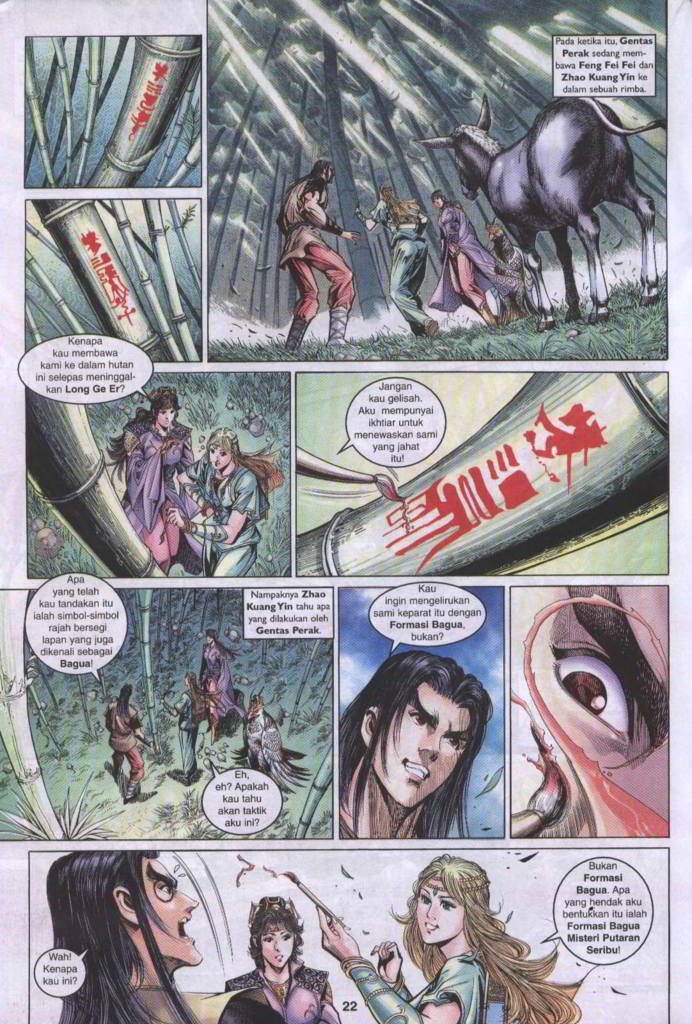 Pada ketika itu, Gentas
Perak sedang mem-
bawa Feng Fei Fei dan
Zhao Kuang Yin ke
dalam sebuah rimba.
Kenapa
kau membawa
kami ke dalam hutan
ini selepas meninggal-
kan Long Ge Er?
Jangan
kau gelisah.
Aku mempunyai
ikhtiar untuk
menewaskan sami
yang jahat
itu!
Apa
yang telah
kau tandakan itu
ialah simbol-simbol
rajah bersegi
lapan yang juga
dikenali sebagai
Bagua!
Nampaknya Zhao
Kuang Yin tahu apa
yang dilakukan oleh
Gentas Perak.
Eh,
eh? Apakah
kau tahu
akan taktik
aku ini?
Kau
ingin mengelirukan
sami keparat itu dengan
Formasi Bagua,
bukan?
Wah!
Kenapa
kau ini?
Bukan
Formasi
Bagua. Apa
yang hendak aku
bentukkan itu ialah
Formasi Bagua
Misteri Putaran
Seribu!
22